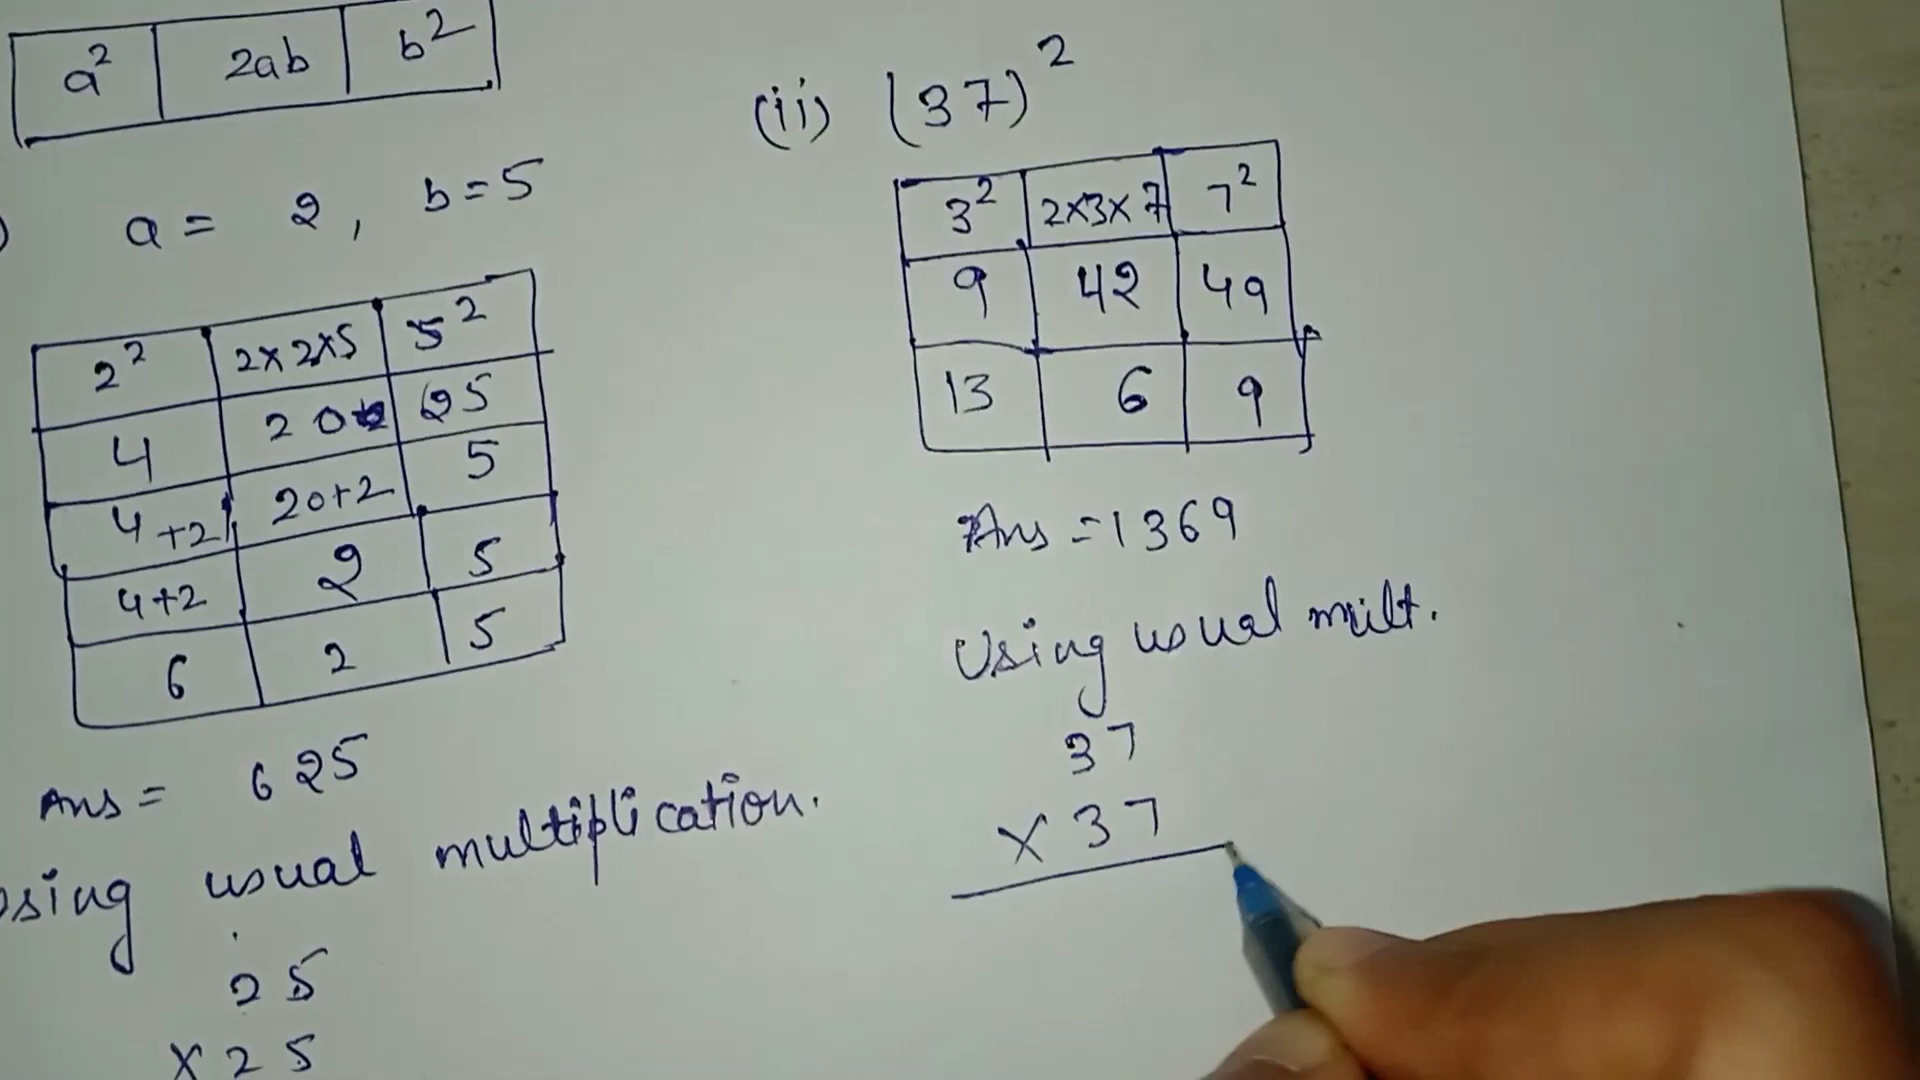 a² 2ab b²
) a = 2, b=5
2² 2×2×5 5²
4 20+2 25
4+2 20+2 5
4+2 2 5
6 2 5
Ans = 625
sing usual multiplication.
25
×25
(ii) (37)²
3² 2×3×7 7²
9 42 49
13 6 9
Ans =1369
Using usual mult.
37
×37